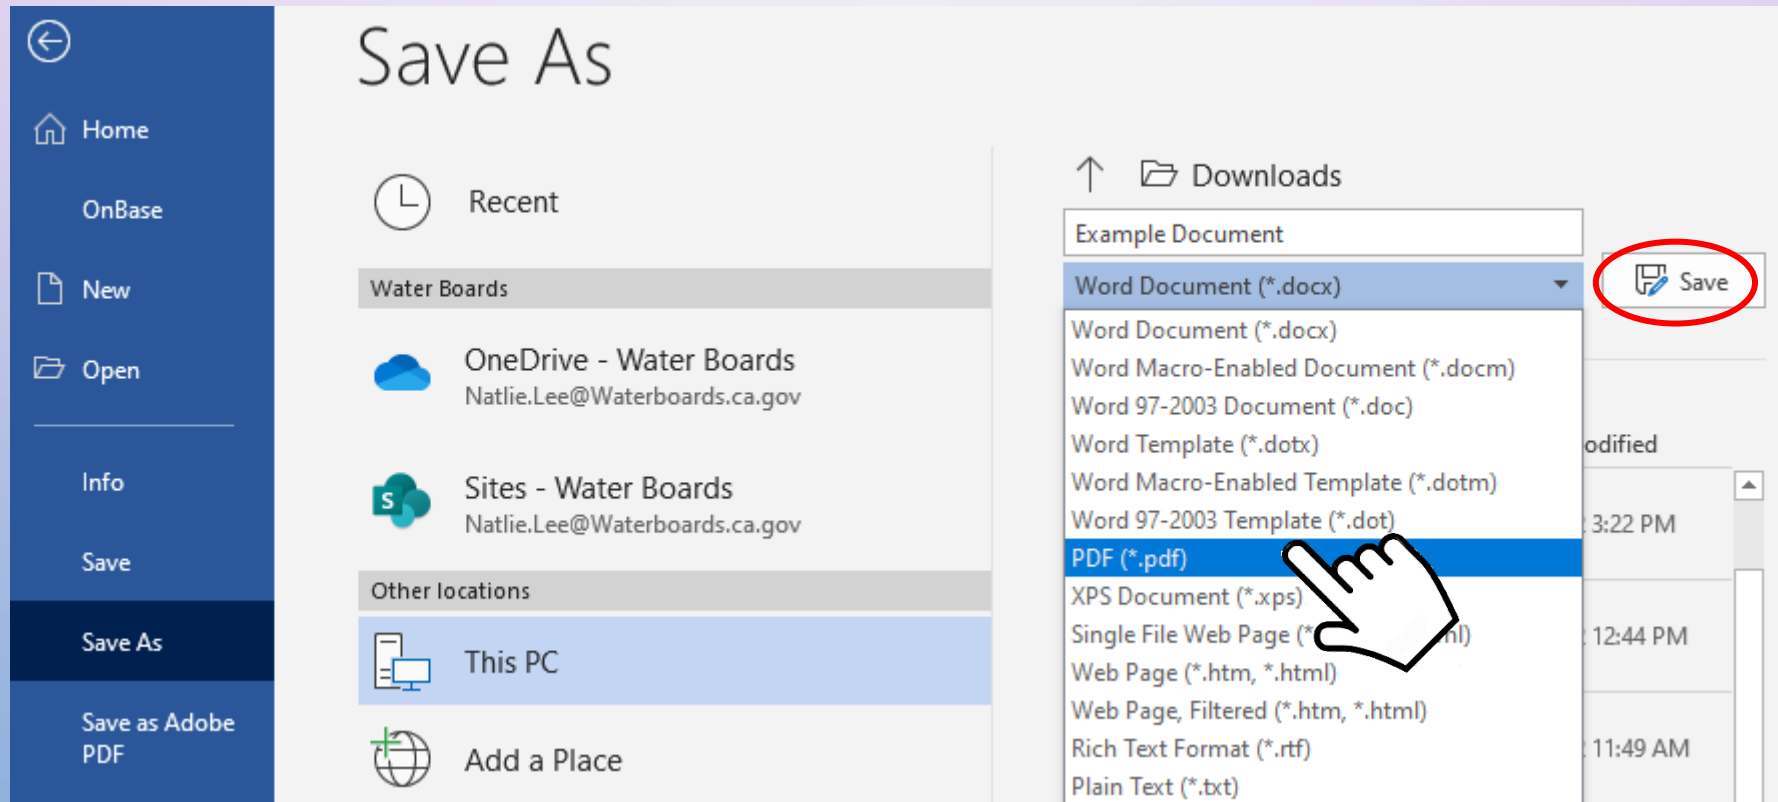 Save As
Home
OnBase
New
Open
Info
Save
Save As
Save as Adobe
PDF
Recent
Water Boards
OneDrive - Water Boards
Natlie.Lee@Waterboards.ca.gov
Sites - Water Boards
Natlie.Lee@Waterboards.ca.gov
Other locations
This PC
Add a Place
Downloads
Example Document
Word Document (*.docx)
Save
Word Document (*.docx)
Word Macro-Enabled Document (*.docm)
Word 97-2003 Document (*.doc)
Word Template (*.dotx)
Word Macro-Enabled Template (*.dotm)
Word 97-2003 Template (*.dot)
PDF (*.pdf)
XPS Document (*.xps)
Single File Web Page (*
Web Page (*.htm, *.html)
Web Page, Filtered (*.htm, *.html)
Rich Text Format (*.rtf)
Plain Text (*.txt)
odified
3:22 PM
12:44 PM
11:49 AM